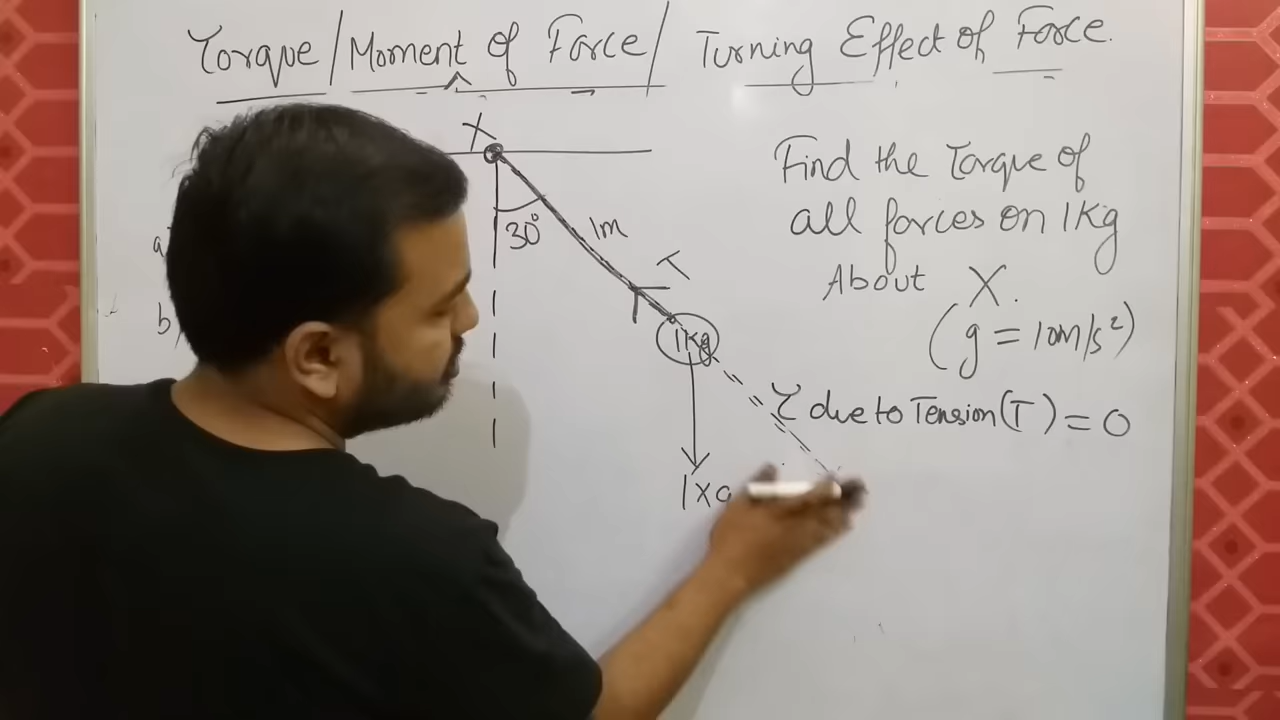 Torque/Moment of Force/ Turning Effect of Force.
X
30°
1m
T
1kg
1xg
a
b)
Find the Torque of
all forces on 1Kg
About X.
(g = 10m/s²)
τ due to Tension(T) = 0